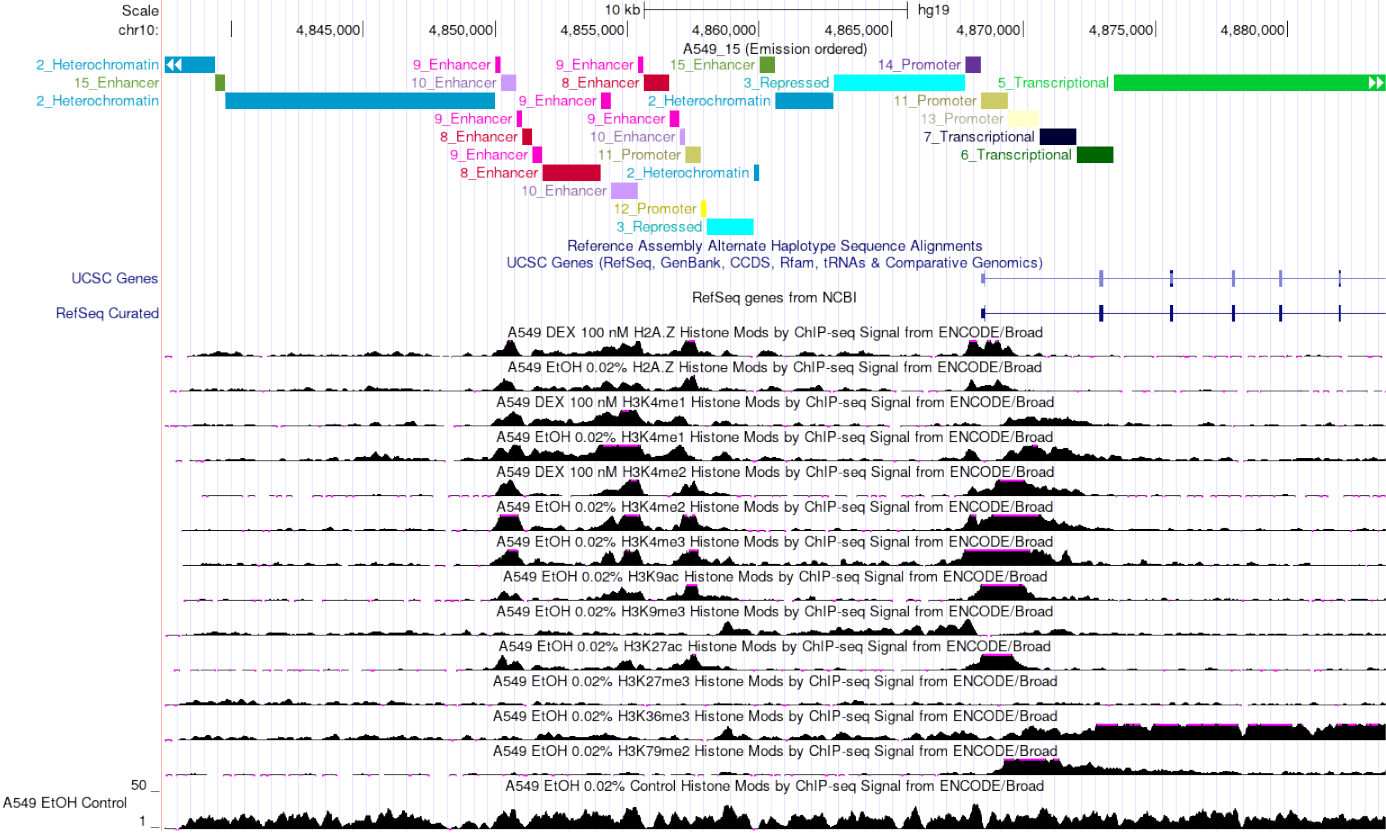 Scale 10 kb hg19
chr10: 4,845,000 4,850,000 4,855,000 4,860,000 4,865,000 4,870,000 4,875,000 4,880,000
A549_15 (Emission ordered)
2_Heterochromatin 9_Enhancer 9_Enhancer 15_Enhancer 14_Promoter
15_Enhancer 10_Enhancer 8_Enhancer 3_Repressed 5_Transcriptional
2_Heterochromatin 9_Enhancer 2_Heterochromatin 11_Promoter
9_Enhancer 9_Enhancer 13_Promoter
8_Enhancer 10_Enhancer 7_Transcriptional
9_Enhancer 11_Promoter 6_Transcriptional
8_Enhancer 2_Heterochromatin
10_Enhancer
12_Promoter
3_Repressed
Reference Assembly Alternate Haplotype Sequence Alignments
UCSC Genes (RefSeq, GenBank, CCDS, Rfam, tRNAs & Comparative Genomics)
UCSC Genes
RefSeq genes from NCBI
RefSeq Curated
A549 DEX 100 nM H2A.Z Histone Mods by ChIP-seq Signal from ENCODE/Broad
A549 EtOH 0.02% H2A.Z Histone Mods by ChIP-seq Signal from ENCODE/Broad
A549 DEX 100 nM H3K4me1 Histone Mods by ChIP-seq Signal from ENCODE/Broad
A549 EtOH 0.02% H3K4me1 Histone Mods by ChIP-seq Signal from ENCODE/Broad
A549 DEX 100 nM H3K4me2 Histone Mods by ChIP-seq Signal from ENCODE/Broad
A549 EtOH 0.02% H3K4me2 Histone Mods by ChIP-seq Signal from ENCODE/Broad
A549 EtOH 0.02% H3K4me3 Histone Mods by ChIP-seq Signal from ENCODE/Broad
A549 EtOH 0.02% H3K9ac Histone Mods by ChIP-seq Signal from ENCODE/Broad
A549 EtOH 0.02% H3K9me3 Histone Mods by ChIP-seq Signal from ENCODE/Broad
A549 EtOH 0.02% H3K27ac Histone Mods by ChIP-seq Signal from ENCODE/Broad
A549 EtOH 0.02% H3K27me3 Histone Mods by ChIP-seq Signal from ENCODE/Broad
A549 EtOH 0.02% H3K36me3 Histone Mods by ChIP-seq Signal from ENCODE/Broad
A549 EtOH 0.02% H3K79me2 Histone Mods by ChIP-seq Signal from ENCODE/Broad
A549 EtOH 0.02% Control Histone Mods by ChIP-seq Signal from ENCODE/Broad
50 _
A549 EtOH Control
1 _